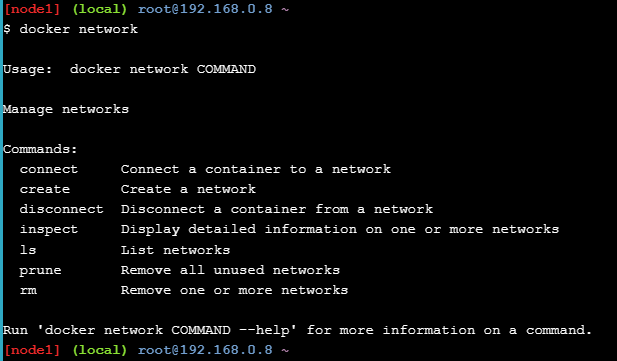 [node1] (local) root@192.168.0.8 ~
$ docker network

Usage:  docker network COMMAND

Manage networks

Commands:
  connect     Connect a container to a network
  create      Create a network
  disconnect  Disconnect a container from a network
  inspect     Display detailed information on one or more networks
  ls          List networks
  prune       Remove all unused networks
  rm          Remove one or more networks

Run 'docker network COMMAND --help' for more information on a command.
[node1] (local) root@192.168.0.8 ~